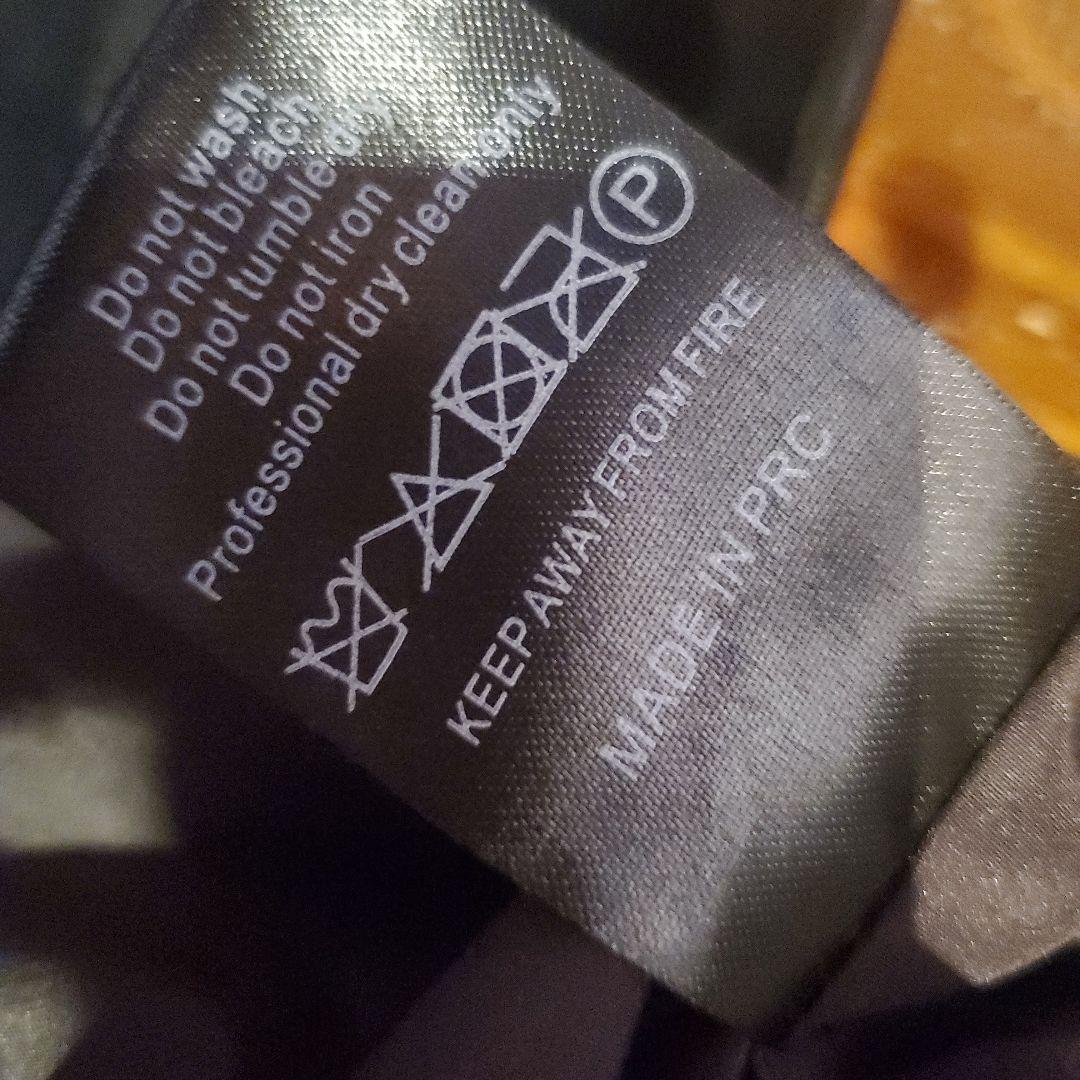 Do not wash
Do not bleach
Do not tumble dry
Do not iron
Professional dry clean only
P
KEEP AWAY FROM FIRE
MADE IN PRC